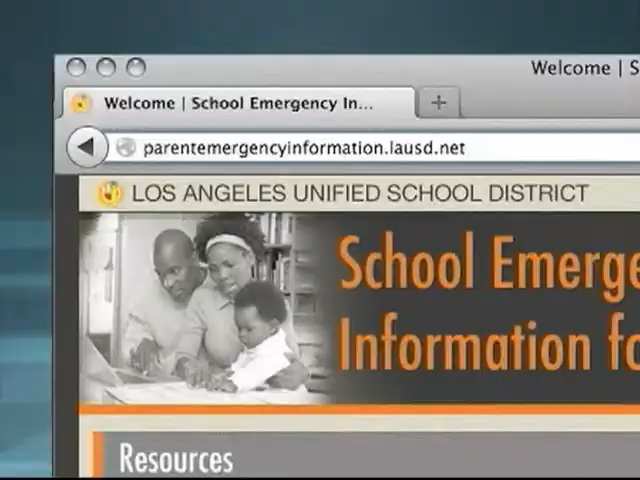 Welcome | S
Welcome | School Emergency In...
parentemergencyinformation.lausd.net
LOS ANGELES UNIFIED SCHOOL DISTRICT
School Emerge
Information fo
Resources